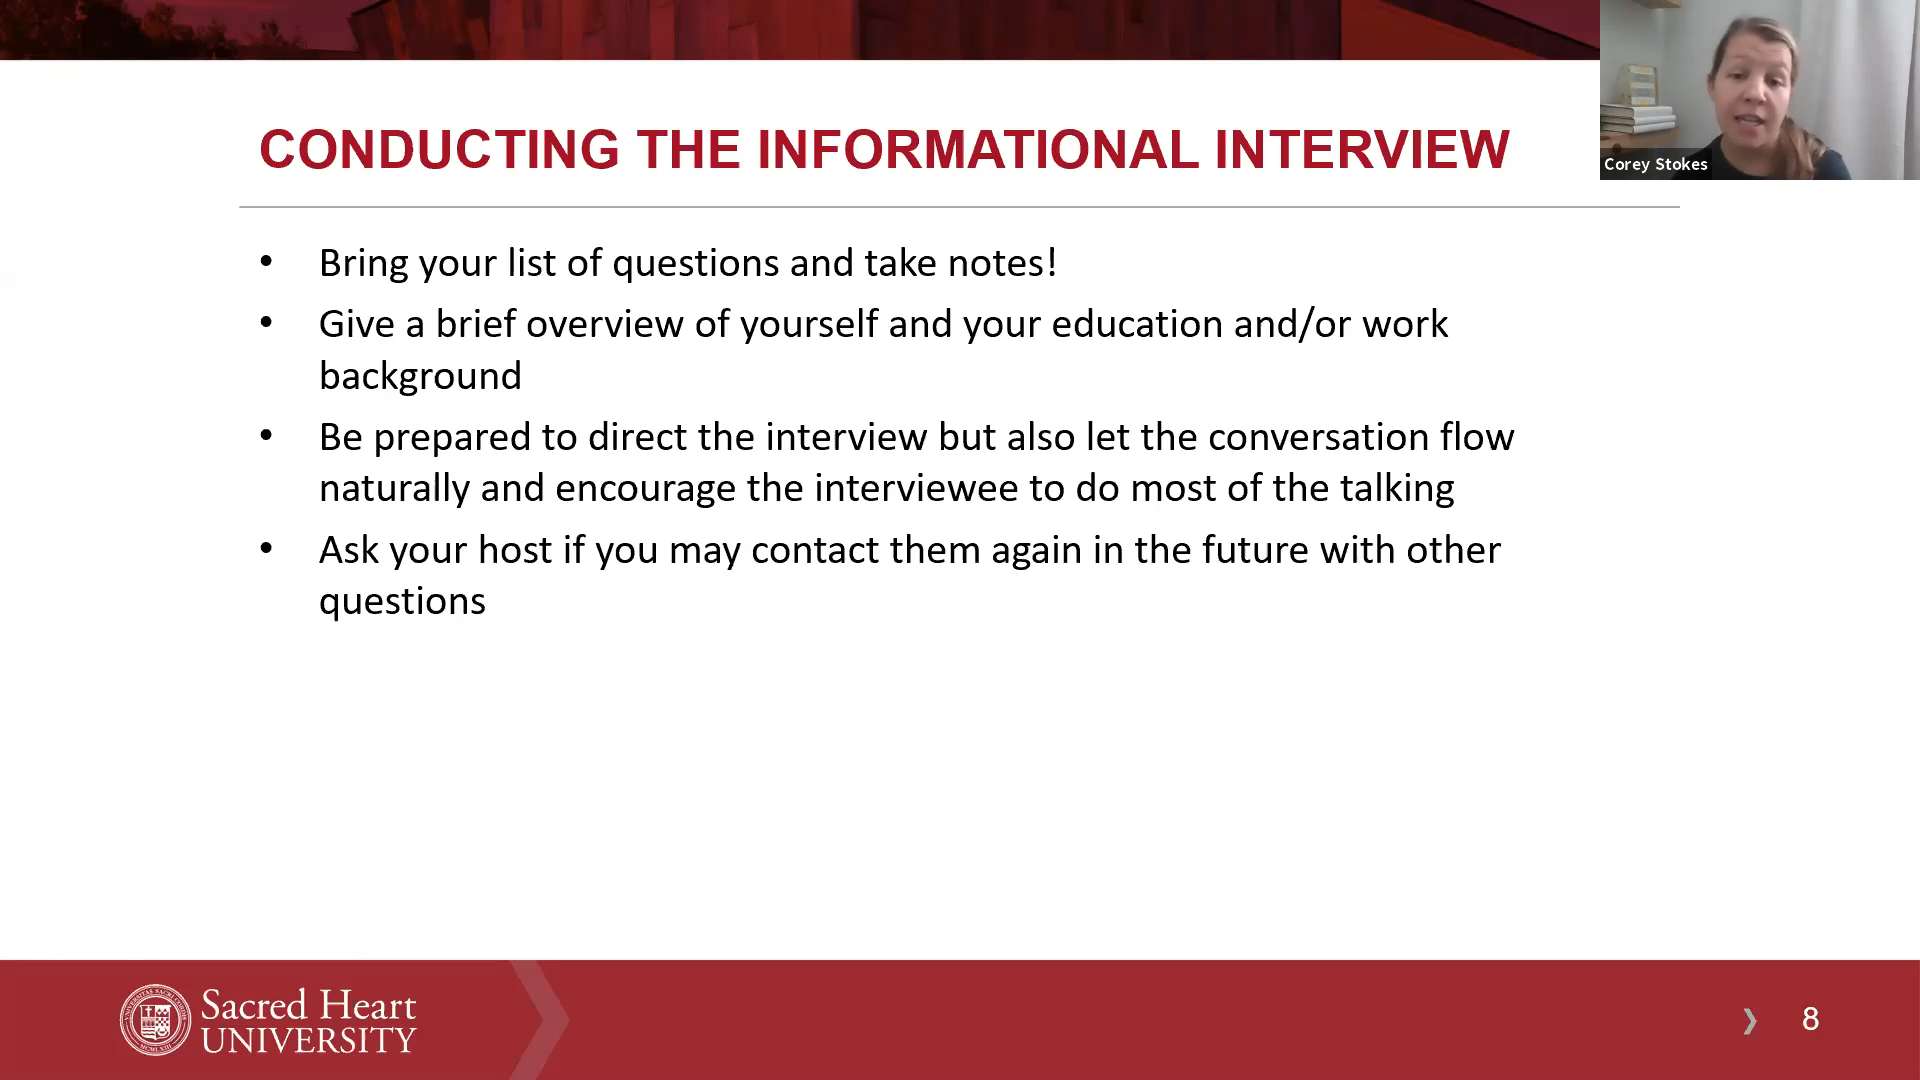 Corey Stokes
CONDUCTING THE INFORMATIONAL INTERVIEW
• Bring your list of questions and take notes!
• Give a brief overview of yourself and your education and/or work
background
• Be prepared to direct the interview but also let the conversation flow
naturally and encourage the interviewee to do most of the talking
• Ask your host if you may contact them again in the future with other
questions
Sacred Heart
UNIVERSITY
8